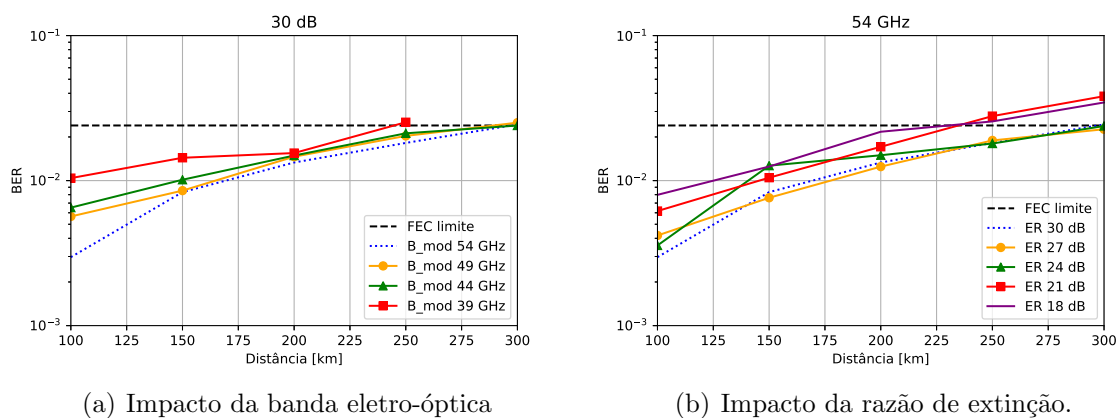 30 dB
10⁻¹
10⁻²
10⁻³
BER
FEC limite
B_mod 54 GHz
B_mod 49 GHz
B_mod 44 GHz
B_mod 39 GHz
100 125 150 175 200 225 250 275 300
Distância [km]
(a) Impacto da banda eletro-óptica
54 GHz
10⁻¹
10⁻²
10⁻³
BER
FEC limite
ER 30 dB
ER 27 dB
ER 24 dB
ER 21 dB
ER 18 dB
100 125 150 175 200 225 250 275 300
Distância [km]
(b) Impacto da razão de extinção.